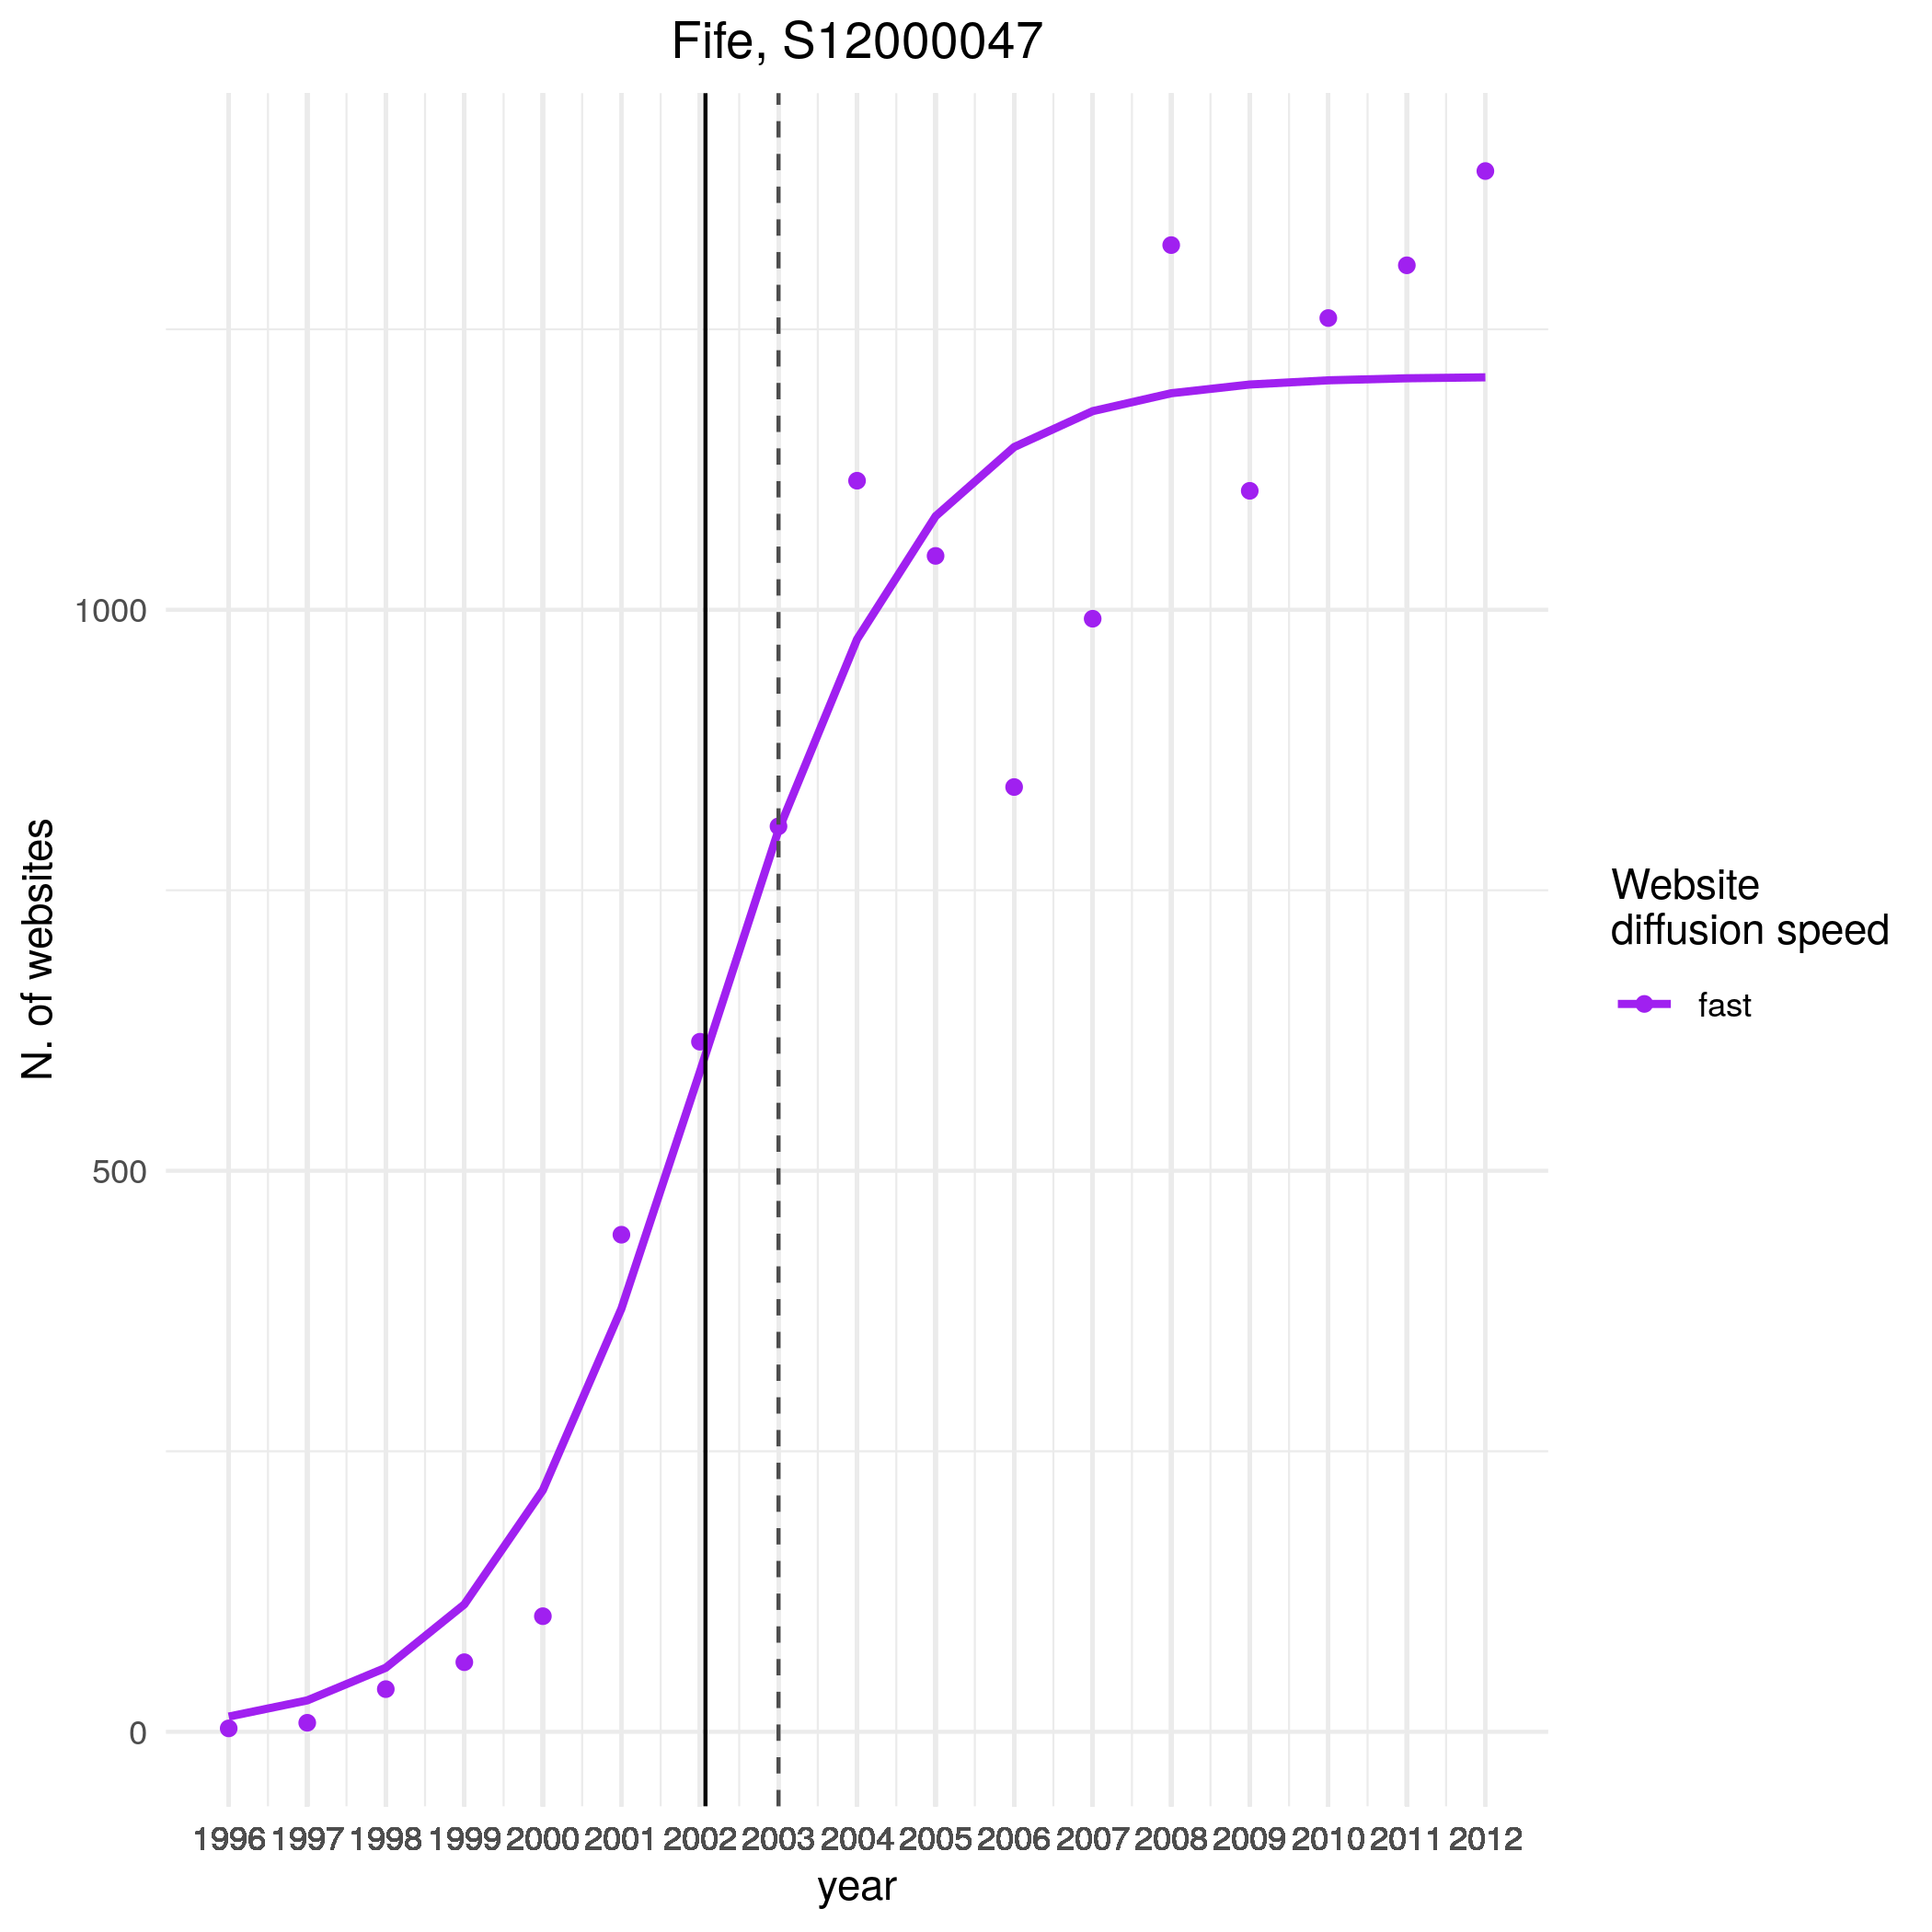 Fife, S12000047
N. of websites
1000
500
0
1996 1997 1998 1999 2000 2001 2002 2003 2004 2005 2006 2007 2008 2009 2010 2011 2012
year
Website
diffusion speed
fast